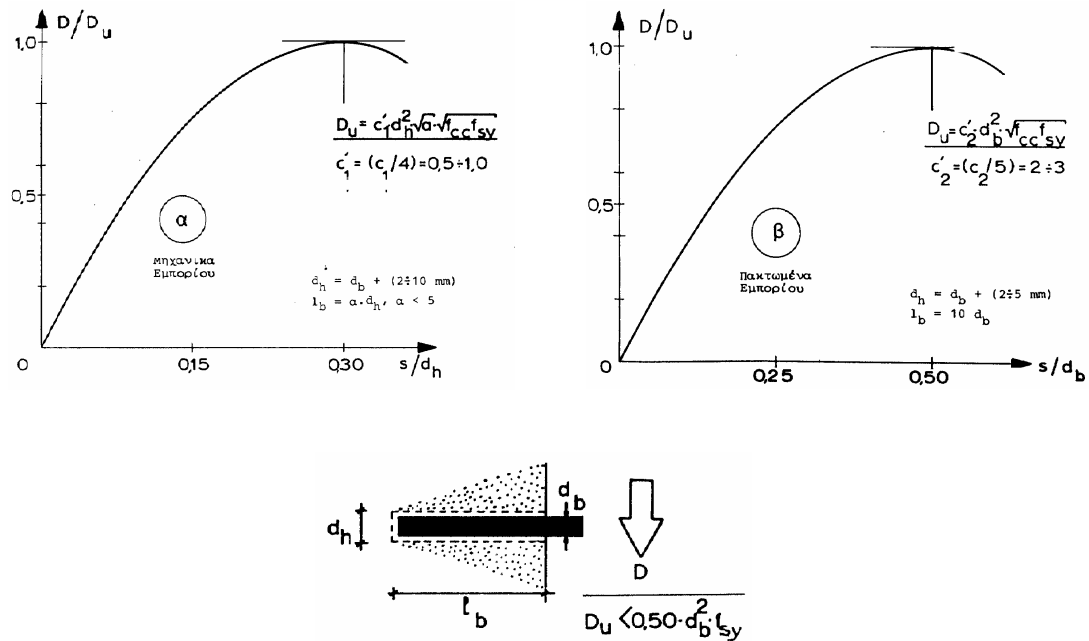 D/D_u
1,0
0,5
0
0,15
0,30
s/d_h
D_u = c'_1 d_h^2 √α·√f_cc f_sy
c'_1 = (c_1/4) = 0,5÷1,0
α
Μηχανικα
Εμπορίου
d_h = d_b + (2÷10 mm)
l_b = α.d_h, α < 5
D/D_u
1,0
0,5
0
0,25
0,50
s/d_b
D_u = c'_2·d_b^2·√f_cc f_sy
c'_2 = (c_2/5) = 2÷3
β
Πακτωμένα
Εμπορίου
d_h = d_b + (2÷5 mm)
l_b = 10 d_b
d_h
d_b
l_b
D
D_u < 0,50·d_b^2·f_sy